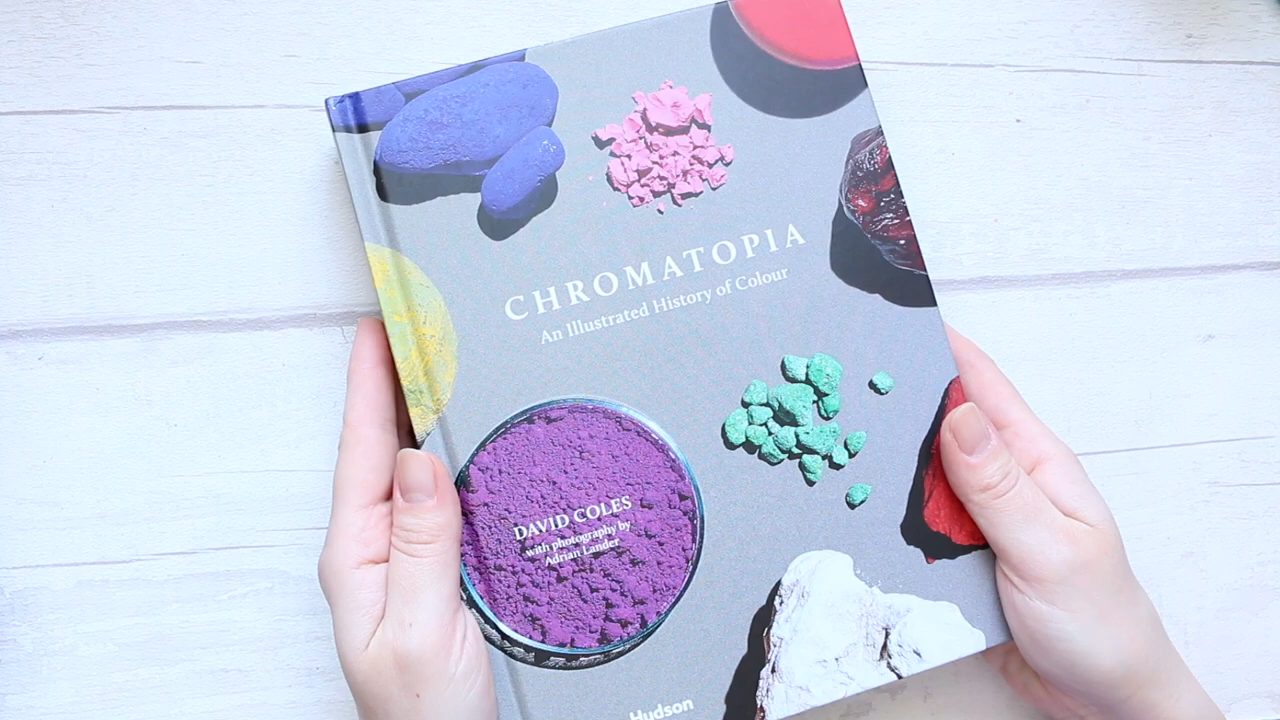 CHROMATOPIA
An Illustrated History of Colour
DAVID COLES
with photography by
Adrian Lander
Hudson